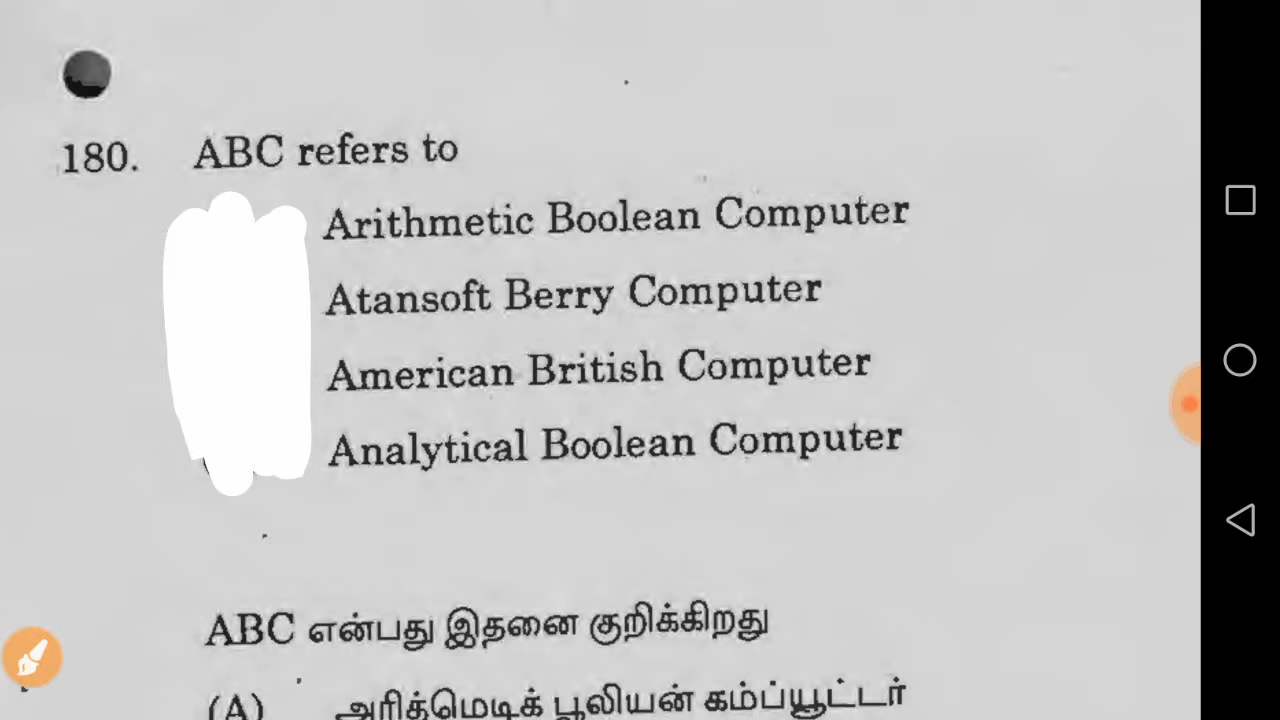 180. ABC refers to
Arithmetic Boolean Computer
Atansoft Berry Computer
American British Computer
Analytical Boolean Computer
ABC என்பது இதனை குறிக்கிறது
(A) அரித்மெடிக் பூலியன் கம்ப்யூட்டர்